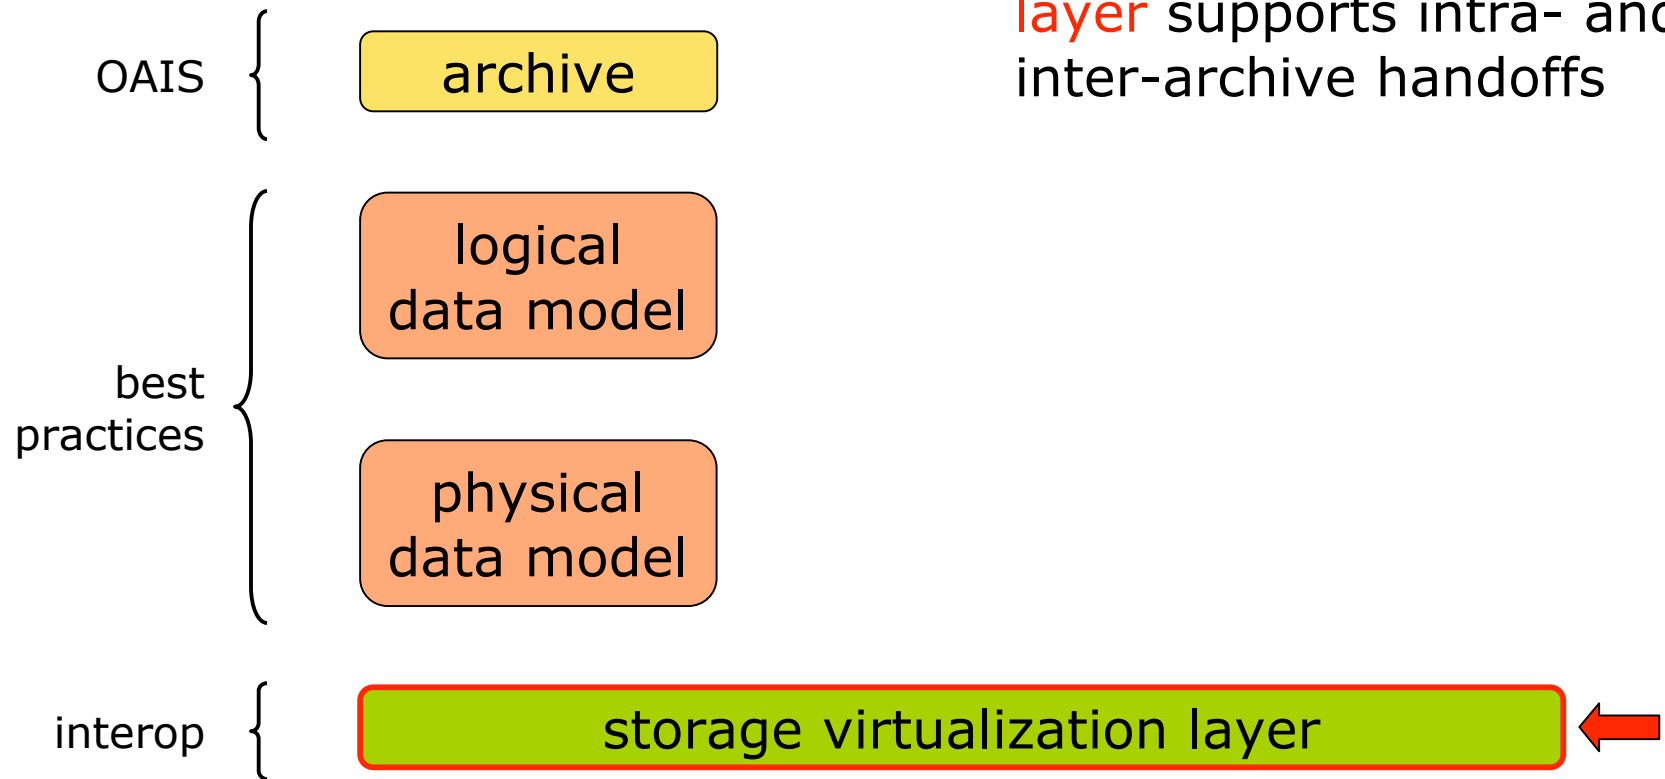 layer supports intra- and
inter-archive handoffs
OAIS
archive
logical
data model
best
practices
physical
data model
interop
storage virtualization layer